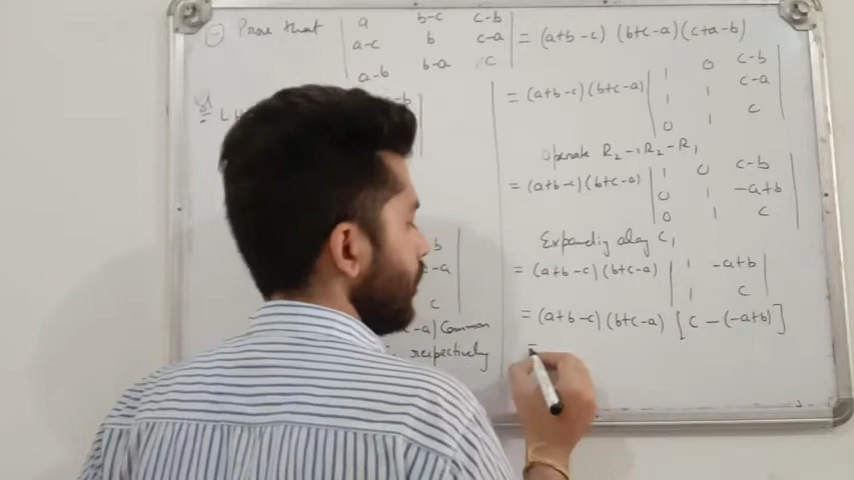 Prove that | a b-c c-b |
| a-c b c-a | = (a+b-c) (b+c-a)(c+a-b)
| a-b b-a c |
Sol
= (a+b-c)(b+c-a) | 1 0 c-b |
| 1 1 c-a |
| 0 1 c |
operate R2→R2-R1
= (a+b-c)(b+c-a) | 1 0 c-b |
| 0 1 -a+b |
| 0 1 c |
Expanding along C1
= (a+b-c)(b+c-a) | 1 -a+b |
| 1 c |
= (a+b-c)(b+c-a) [c-(-a+b)]
=
b
-a
c
-a) Common
respectively